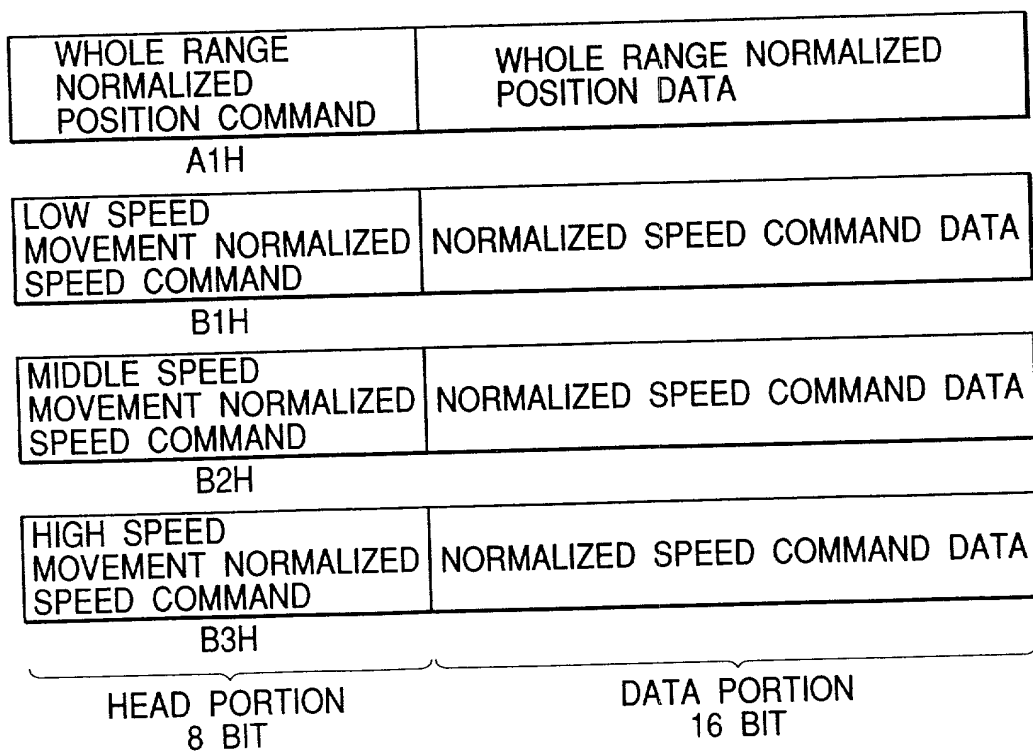 WHOLE RANGE
NORMALIZED
POSITION COMMAND
WHOLE RANGE NORMALIZED
POSITION DATA
A1H
LOW SPEED
MOVEMENT NORMALIZED
SPEED COMMAND
NORMALIZED SPEED COMMAND DATA
B1H
MIDDLE SPEED
MOVEMENT NORMALIZED
SPEED COMMAND
NORMALIZED SPEED COMMAND DATA
B2H
HIGH SPEED
MOVEMENT NORMALIZED
SPEED COMMAND
NORMALIZED SPEED COMMAND DATA
B3H
HEAD PORTION
8 BIT
DATA PORTION
16 BIT